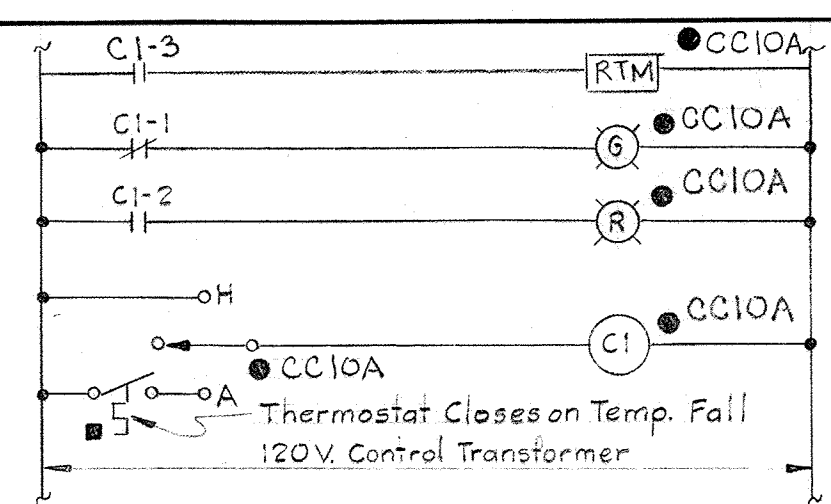 C1-3 CC10A
RTM
C1-1 CC10A
G
C1-2 CC10A
R
H
CC10A
C1
CC10A
A
Thermostat Closes on Temp. Fall
120V. Control Transformer